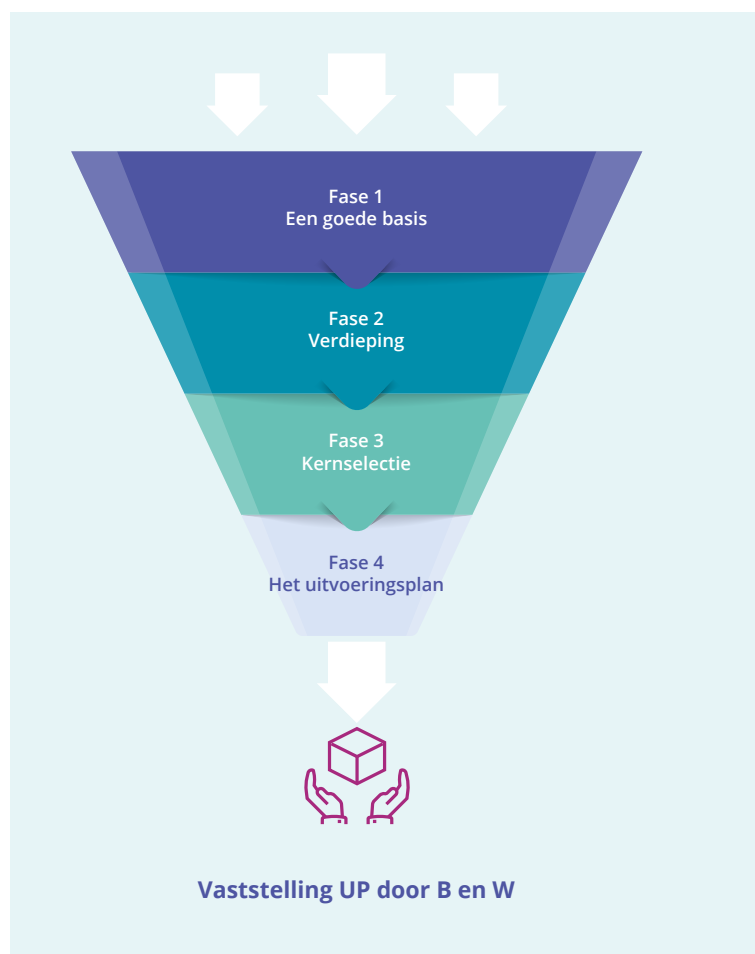 Fase 1
Een goede basis
Fase 2
Verdieping
Fase 3
Kernselectie
Fase 4
Het uitvoeringsplan
Vaststelling UP door B en W